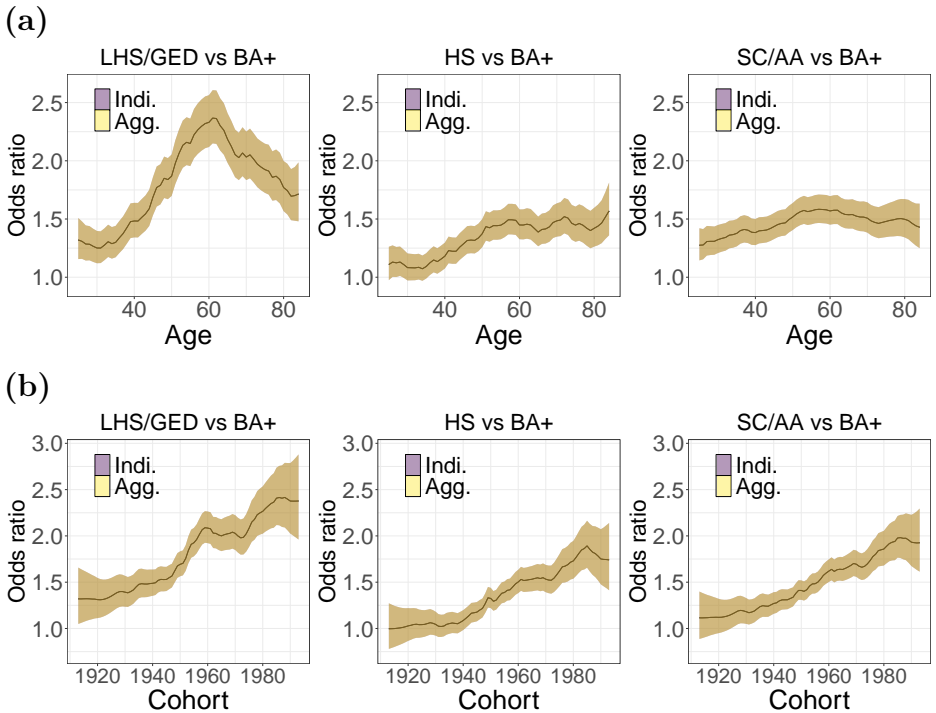 (a)
LHS/GED vs BA+ HS vs BA+ SC/AA vs BA+
Odds ratio Odds ratio Odds ratio
2.5 2.5 2.5
Indi. Indi. Indi.
Agg. Agg. Agg.
2.0 2.0 2.0
1.5 1.5 1.5
1.0 1.0 1.0
40 60 80 40 60 80 40 60 80
Age Age Age
(b)
LHS/GED vs BA+ HS vs BA+ SC/AA vs BA+
Odds ratio Odds ratio Odds ratio
3.0 3.0 3.0
Indi. Indi. Indi.
2.5 Agg. 2.5 Agg. 2.5 Agg.
2.0 2.0 2.0
1.5 1.5 1.5
1.0 1.0 1.0
1920 1940 1960 1980 1920 1940 1960 1980 1920 1940 1960 1980
Cohort Cohort Cohort